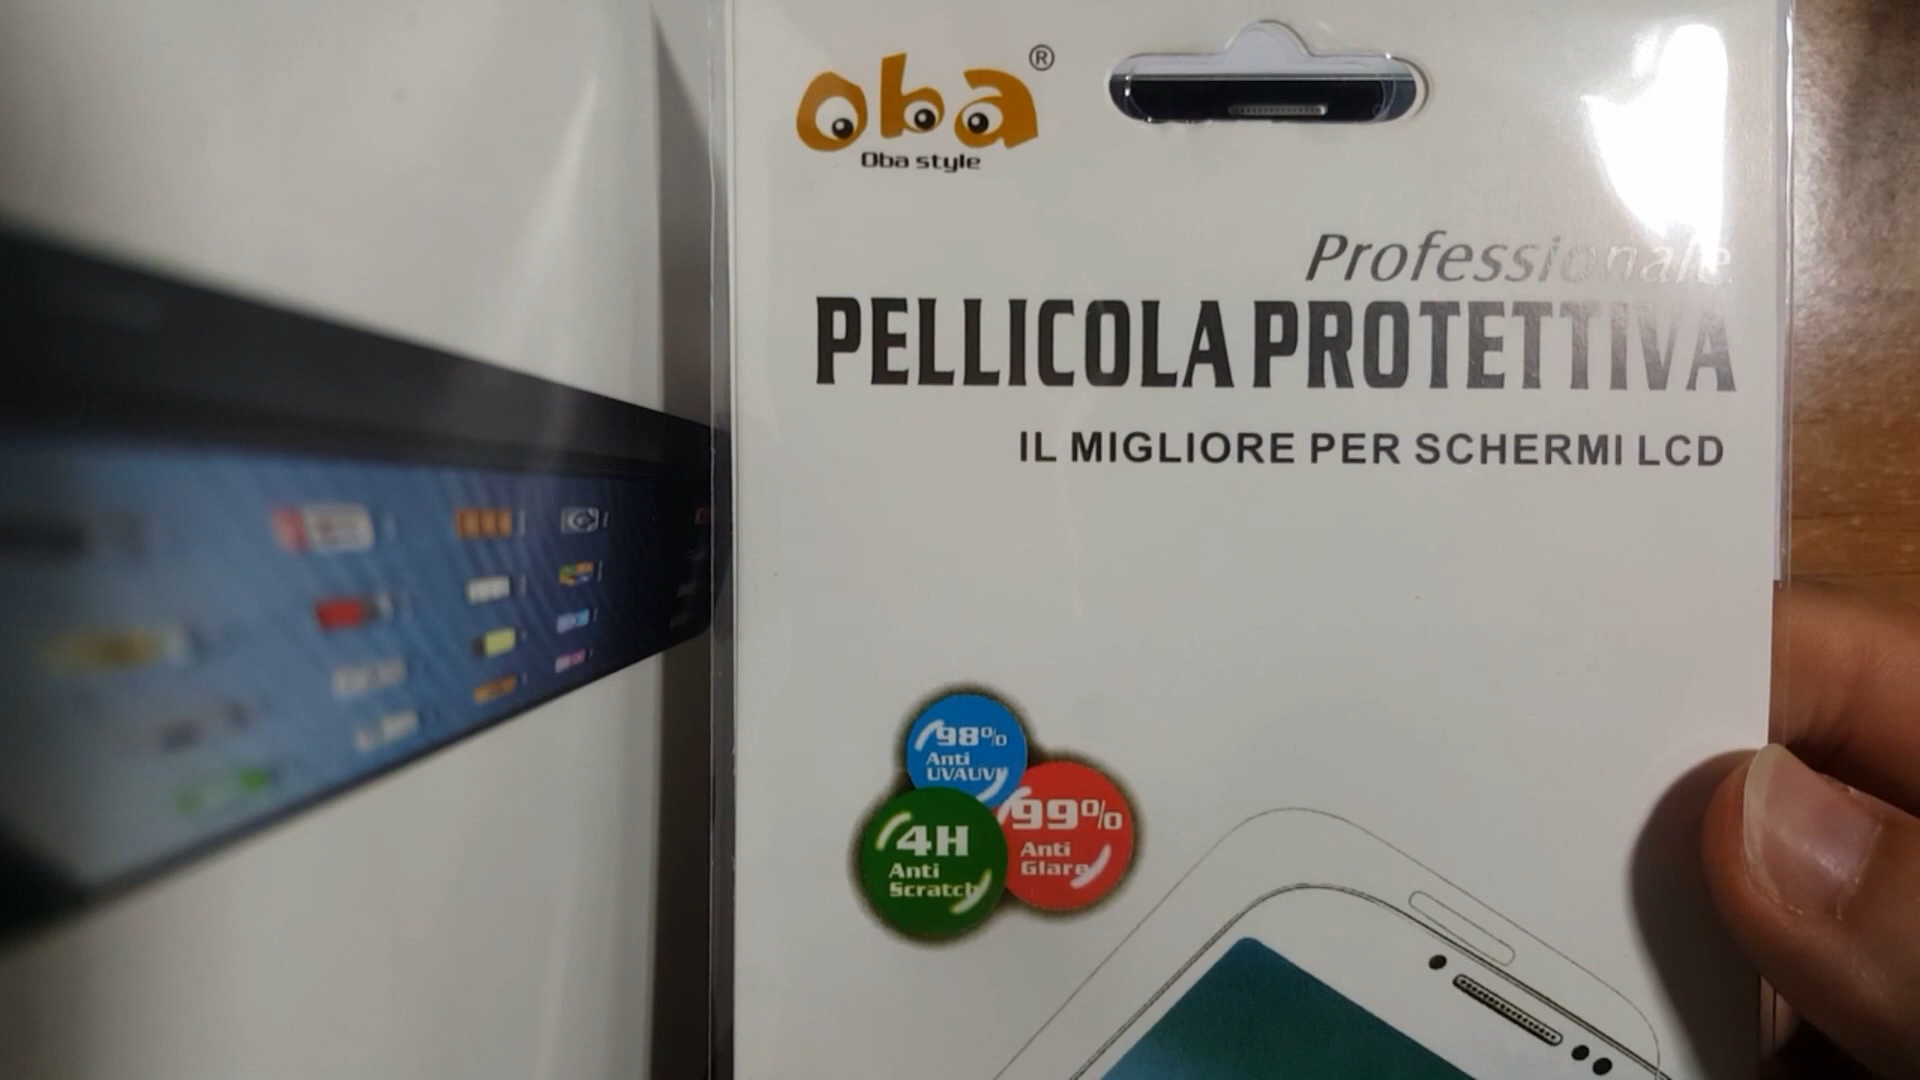 oba®
Oba style
Professionale
PELLICOLA PROTETTIVA
IL MIGLIORE PER SCHERMI LCD
98%
Anti
UVAUVB
99%
Anti
Glare
4H
Anti
Scratch